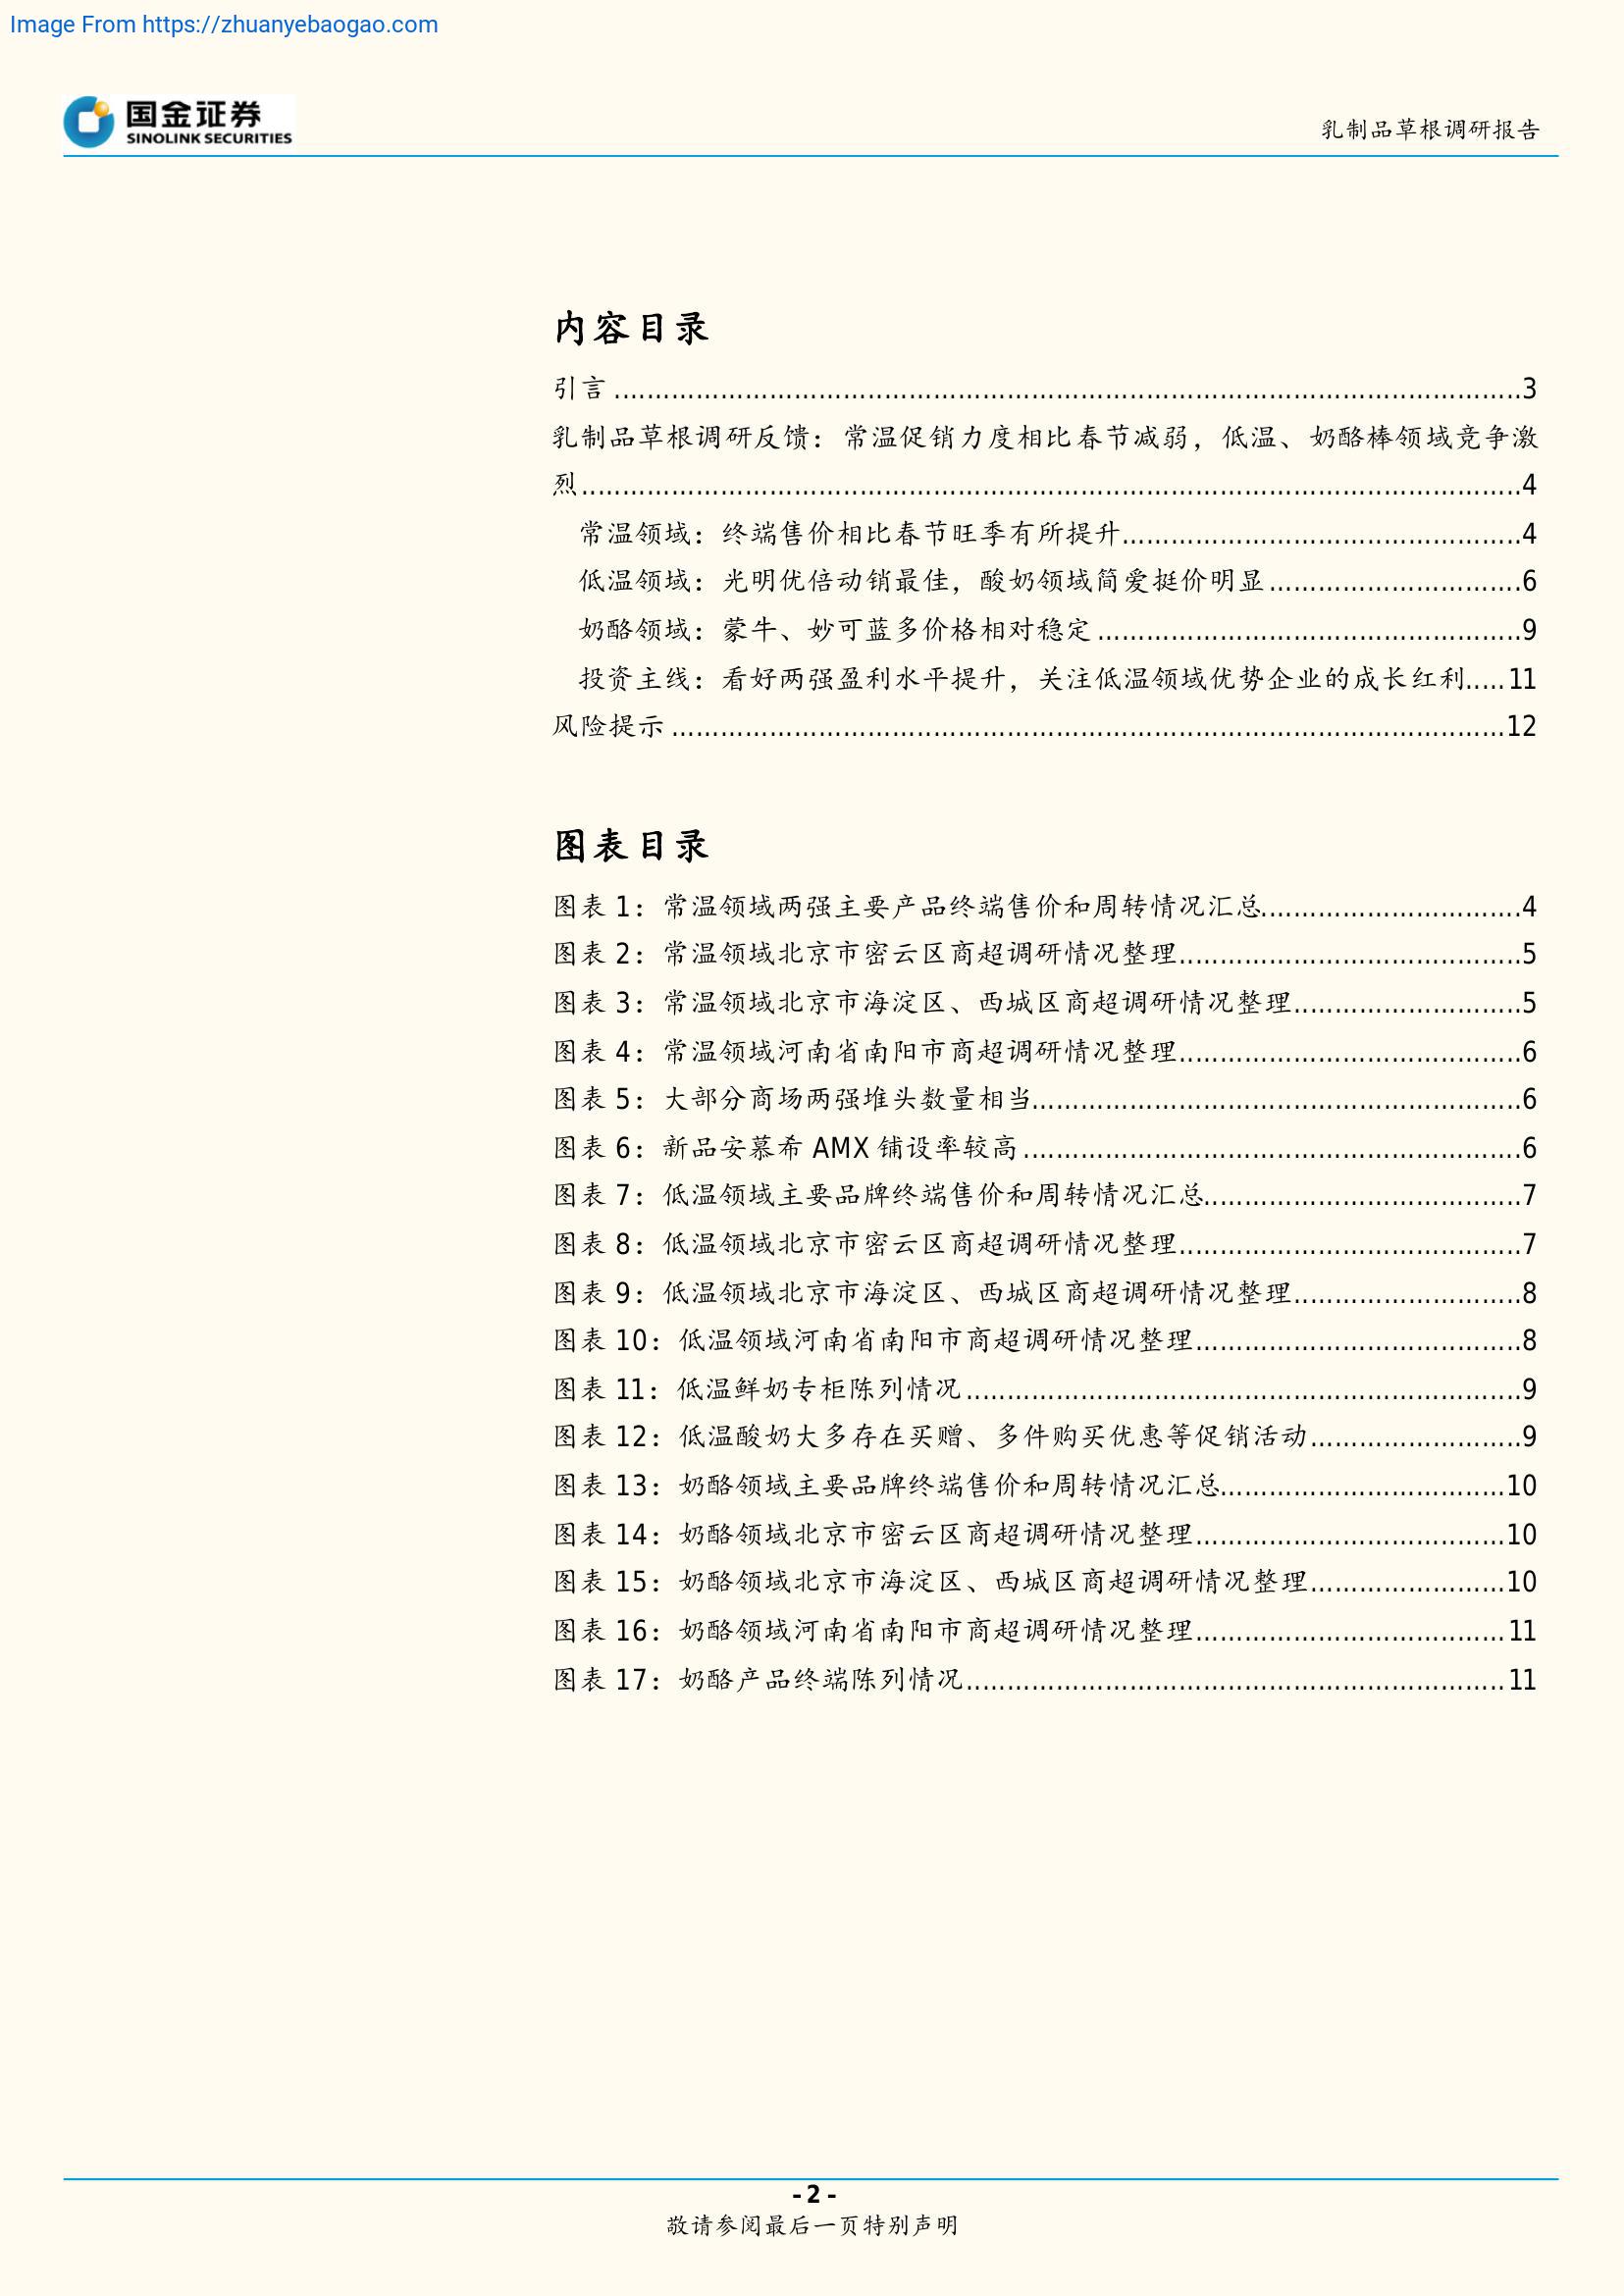 Image From https://zhuanyebaogao.com
国金证券
SINOLINK SECURITIES
乳制品草根调研报告
内容目录
引言......3
乳制品草根调研反馈：常温促销力度相比春节减弱，低温、奶酪棒领域竞争激
烈......4
常温领域：终端售价相比春节旺季有所提升......4
低温领域：光明优倍动销最佳，酸奶领域简爱挺价明显......6
奶酪领域：蒙牛、妙可蓝多价格相对稳定......9
投资主线：看好两强盈利水平提升，关注低温领域优势企业的成长红利.....11
风险提示......12
图表目录
图表 1：常温领域两强主要产品终端售价和周转情况汇总......4
图表 2：常温领域北京市密云区商超调研情况整理......5
图表 3：常温领域北京市海淀区、西城区商超调研情况整理......5
图表 4：常温领域河南省南阳市商超调研情况整理......6
图表 5：大部分商场两强堆头数量相当......6
图表 6：新品安慕希 AMX 铺设率较高......6
图表 7：低温领域主要品牌终端售价和周转情况汇总......7
图表 8：低温领域北京市密云区商超调研情况整理......7
图表 9：低温领域北京市海淀区、西城区商超调研情况整理......8
图表 10：低温领域河南省南阳市商超调研情况整理......8
图表 11：低温鲜奶专柜陈列情况......9
图表 12：低温酸奶大多存在买赠、多件购买优惠等促销活动......9
图表 13：奶酪领域主要品牌终端售价和周转情况汇总......10
图表 14：奶酪领域北京市密云区商超调研情况整理......10
图表 15：奶酪领域北京市海淀区、西城区商超调研情况整理......10
图表 16：奶酪领域河南省南阳市商超调研情况整理......11
图表 17：奶酪产品终端陈列情况......11
- 2 -
敬请参阅最后一页特别声明